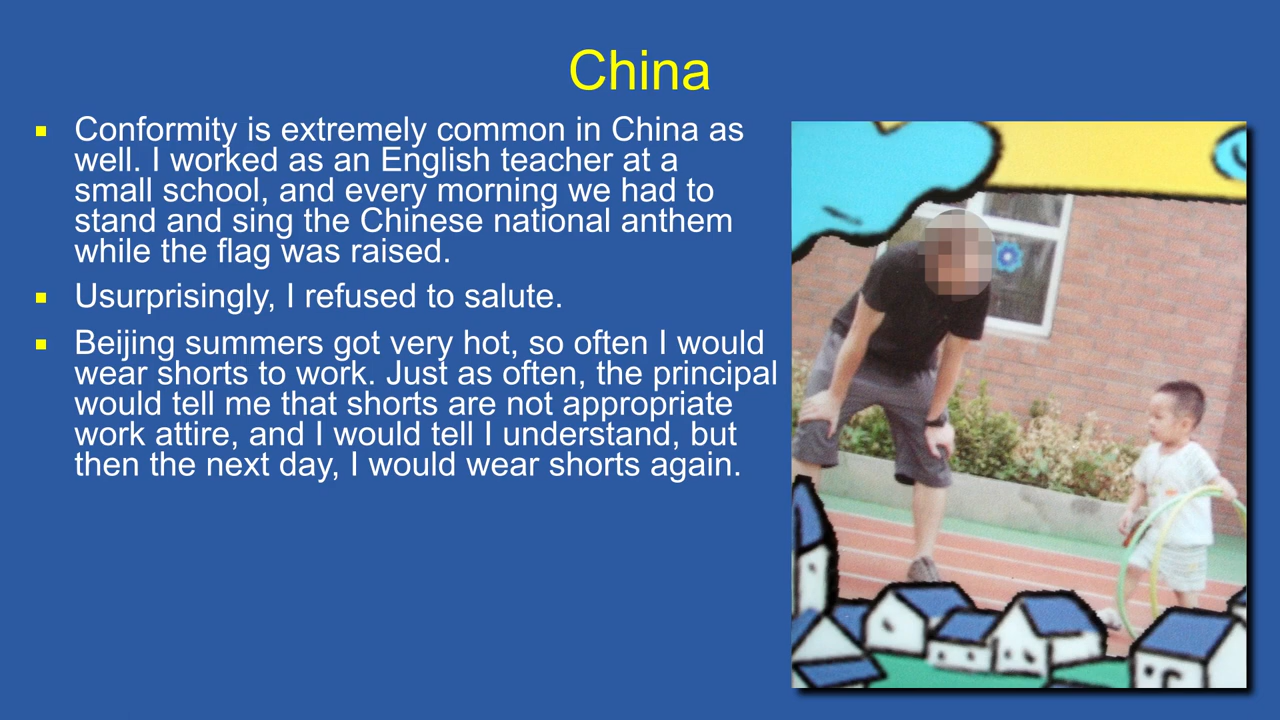 China
Conformity is extremely common in China as
well. I worked as an English teacher at a
small school, and every morning we had to
stand and sing the Chinese national anthem
while the flag was raised.
Usurprisingly, I refused to salute.
Beijing summers got very hot, so often I would
wear shorts to work. Just as often, the principal
would tell me that shorts are not appropriate
work attire, and I would tell I understand, but
then the next day, I would wear shorts again.